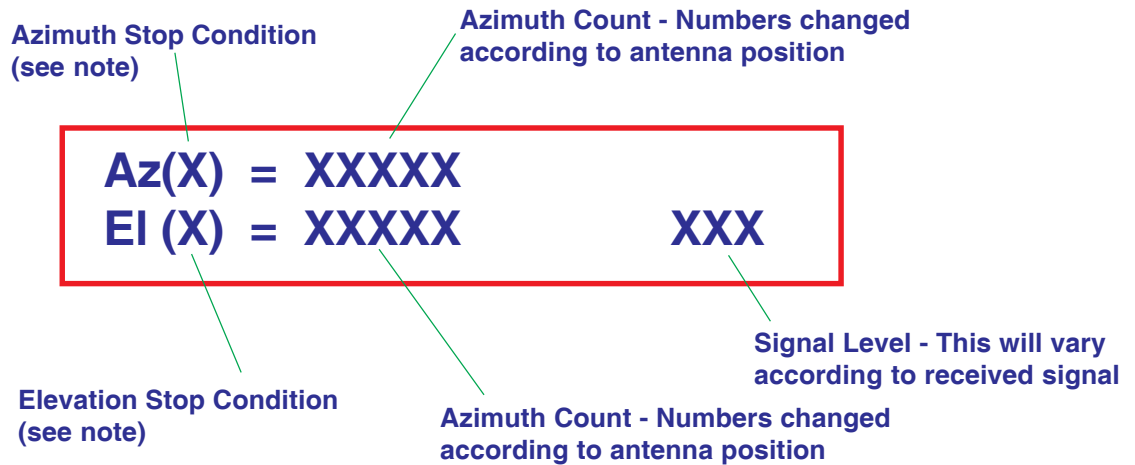 Azimuth Stop Condition
(see note)
Azimuth Count - Numbers changed
according to antenna position
Az(X) = XXXXX
El (X) = XXXXX XXX
Signal Level - This will vary
according to received signal
Elevation Stop Condition
(see note)
Azimuth Count - Numbers changed
according to antenna position